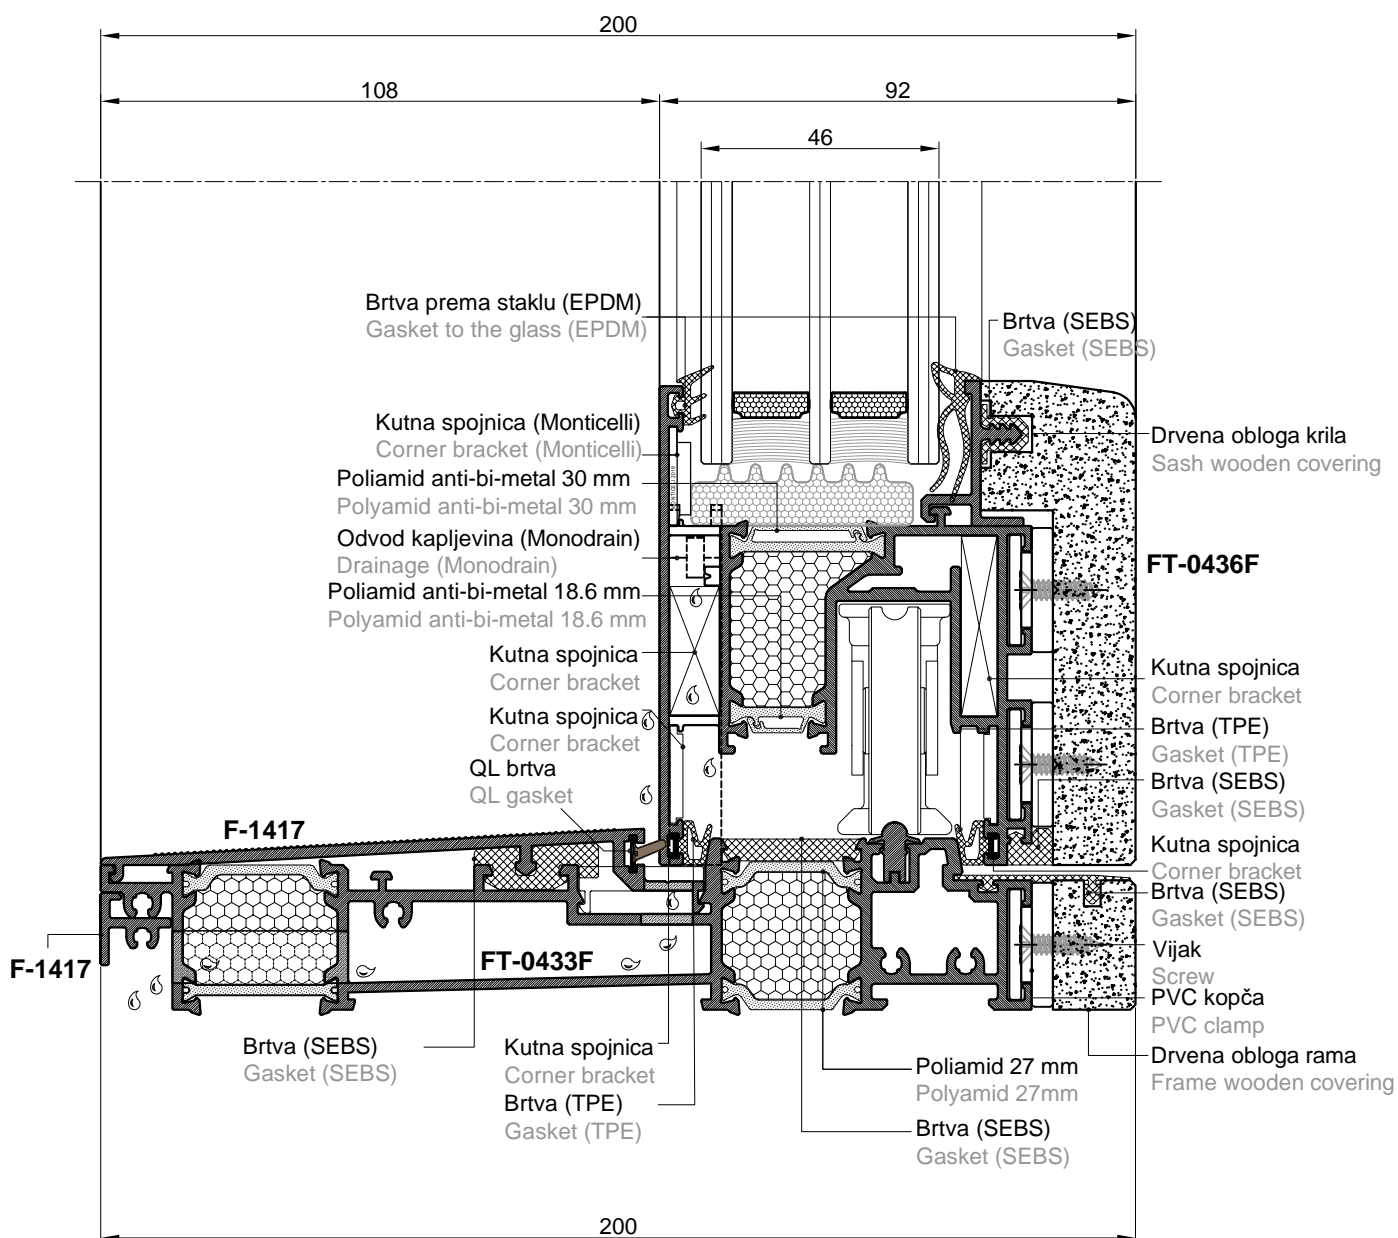 200
108
92
46
Brtva prema staklu (EPDM)
Gasket to the glass (EPDM)
Brtva (SEBS)
Gasket (SEBS)
Kutna spojnica (Monticelli)
Corner bracket (Monticelli)
Drvena obloga krila
Sash wooden covering
Poliamid anti-bi-metal 30 mm
Polyamid anti-bi-metal 30 mm
Odvod kapljevina (Monodrain)
Drainage (Monodrain)
FT-0436F
Poliamid anti-bi-metal 18.6 mm
Polyamid anti-bi-metal 18.6 mm
Kutna spojnica
Corner bracket
Kutna spojnica
Corner bracket
Kutna spojnica
Corner bracket
Brtva (TPE)
Gasket (TPE)
QL brtva
QL gasket
Brtva (SEBS)
Gasket (SEBS)
F-1417
Kutna spojnica
Corner bracket
Brtva (SEBS)
Gasket (SEBS)
F-1417
FT-0433F
Vijak
Screw
PVC kopča
PVC clamp
Brtva (SEBS)
Gasket (SEBS)
Kutna spojnica
Corner bracket
Drvena obloga rama
Frame wooden covering
Poliamid 27 mm
Polyamid 27mm
Brtva (TPE)
Gasket (TPE)
Brtva (SEBS)
Gasket (SEBS)
200